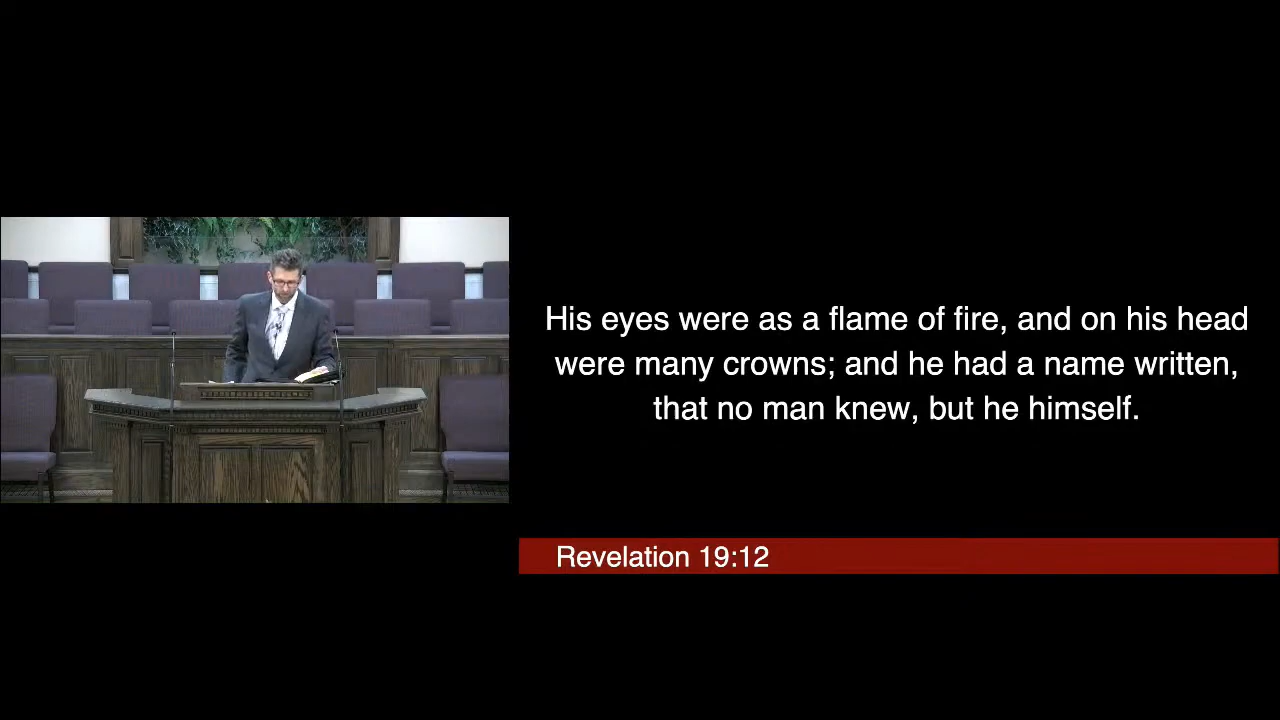 His eyes were as a flame of fire, and on his head
were many crowns; and he had a name written,
that no man knew, but he himself.
Revelation 19:12